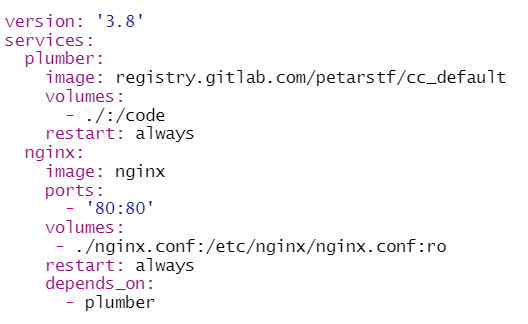 version: '3.8'
services:
  plumber:
    image: registry.gitlab.com/petarstf/cc_default
    volumes:
      - ./:/code
    restart: always
  nginx:
    image: nginx
    ports:
      - '80:80'
    volumes:
     - ./nginx.conf:/etc/nginx/nginx.conf:ro
    restart: always
    depends_on:
      - plumber